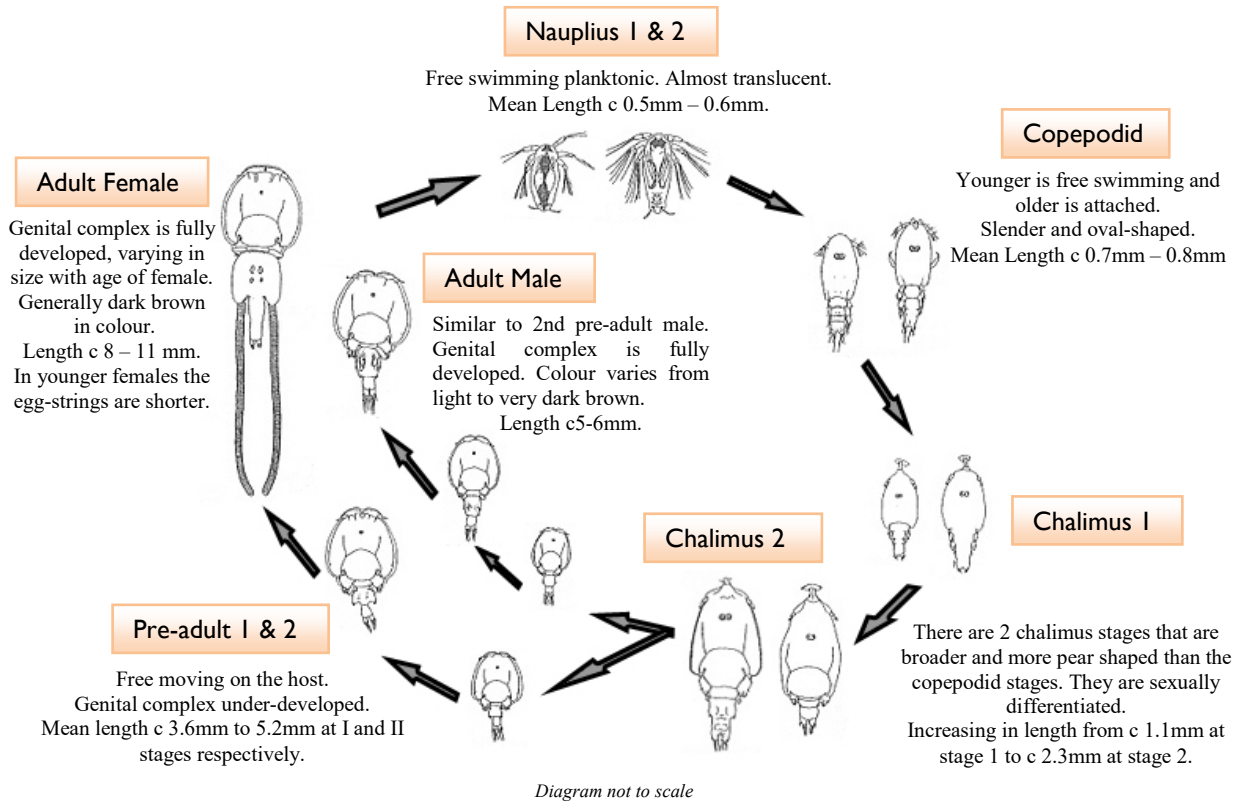 Nauplius 1 & 2
Free swimming planktonic. Almost translucent.
Mean Length c 0.5mm – 0.6mm.
Copepodid
Younger is free swimming and
older is attached.
Slender and oval-shaped.
Mean Length c 0.7mm – 0.8mm
Adult Female
Genital complex is fully
developed, varying in
size with age of female.
Generally dark brown
in colour.
Length c 8 – 11 mm.
In younger females the
egg-strings are shorter.
Adult Male
Similar to 2nd pre-adult male.
Genital complex is fully
developed. Colour varies from
light to very dark brown.
Length c5-6mm.
Chalimus 1
There are 2 chalimus stages that are
broader and more pear shaped than the
copepodid stages. They are sexually
differentiated.
Increasing in length from c 1.1mm at
stage 1 to c 2.3mm at stage 2.
Chalimus 2
Pre-adult 1 & 2
Free moving on the host.
Genital complex under-developed.
Mean length c 3.6mm to 5.2mm at I and II
stages respectively.
Diagram not to scale